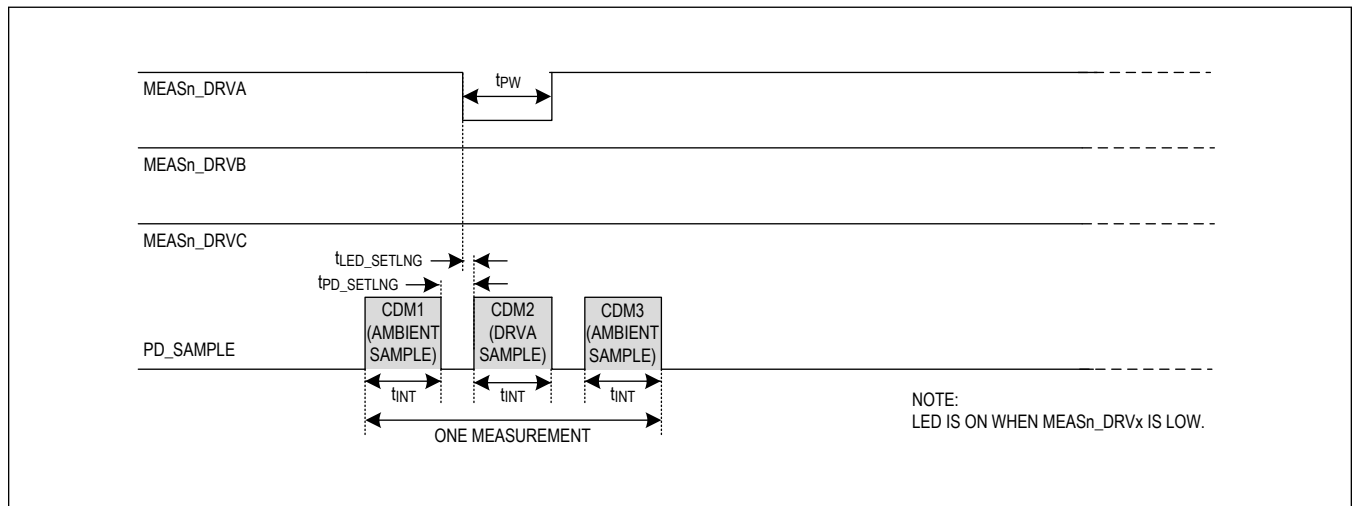 MEASn_DRVA
tPW
MEASn_DRVB
MEASn_DRVC
tLED_SETLNG
tPD_SETLNG
PD_SAMPLE
CDM1
(AMBIENT
SAMPLE)
CDM2
(DRVA
SAMPLE)
CDM3
(AMBIENT
SAMPLE)
tINT
tINT
tINT
ONE MEASUREMENT
NOTE:
LED IS ON WHEN MEASn_DRVx IS LOW.